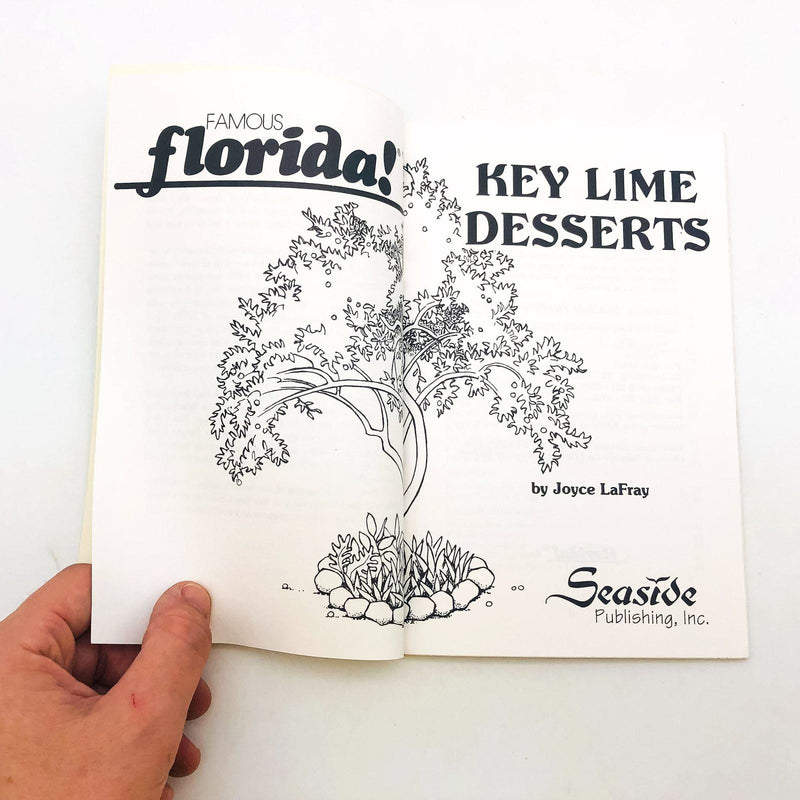 FAMOUS
florida!®
KEY LIME
DESSERTS
by Joyce LaFray
Seaside
Publishing, Inc.